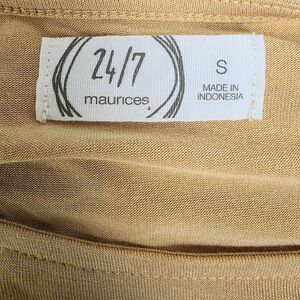 24/7
maurices
S
MADE IN
INDONESIA